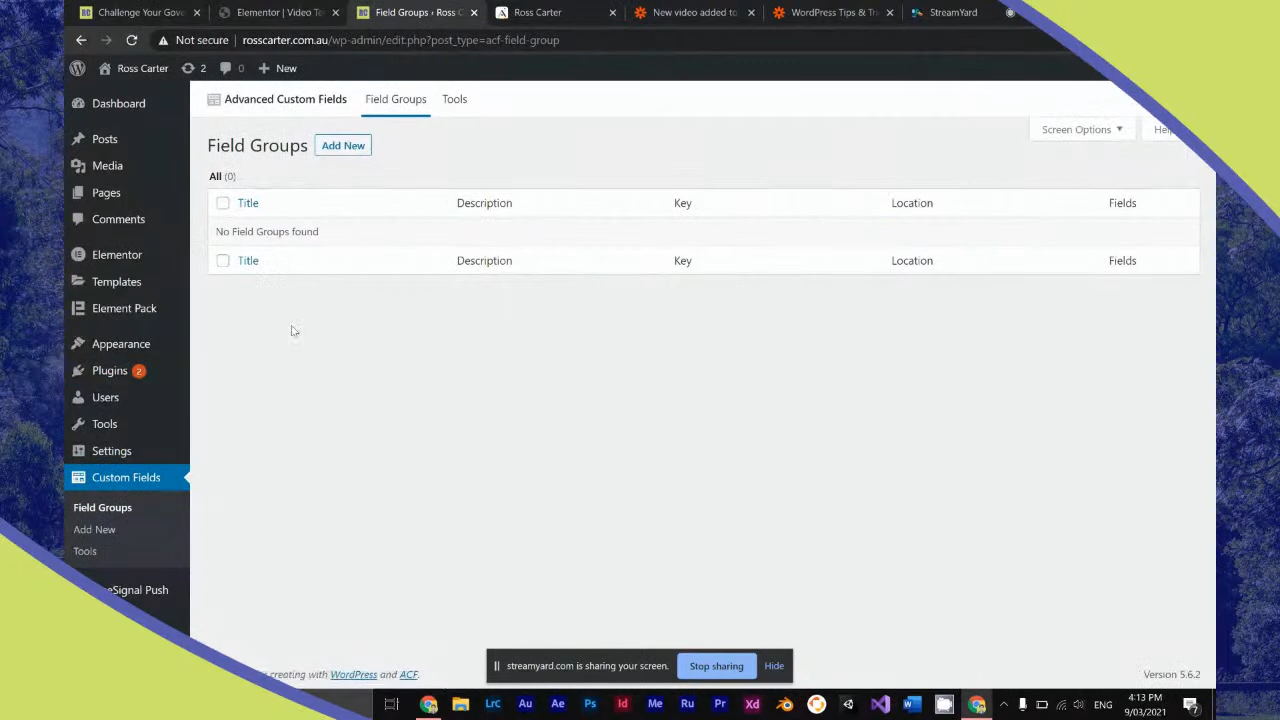 Challenge Your Gove
Elementor | Video Te
Field Groups ‹ Ross C
Ross Carter
New video added to
WordPress Tips & Tri
StreamYard
Not secure
rosscarter.com.au/wp-admin/edit.php?post_type=acf-field-group
Ross Carter
2
0
New
Advanced Custom Fields
Field Groups
Tools
Screen Options
Hel
Field Groups
Add New
All (0)
Title
Description
Key
Location
Fields
No Field Groups found
Title
Description
Key
Location
Fields
Dashboard
Posts
Media
Pages
Comments
Elementor
Templates
Element Pack
Appearance
Plugins 2
Users
Tools
Settings
Custom Fields
Field Groups
Add New
Tools
eSignal Push
creating with WordPress and ACF.
Version 5.6.2
streamyard.com is sharing your screen.
Stop sharing
Hide
Lrc
Au
Ae
Ps
Id
Me
Ru
Pr
Xd
ENG
4:13 PM
9/03/2021
7